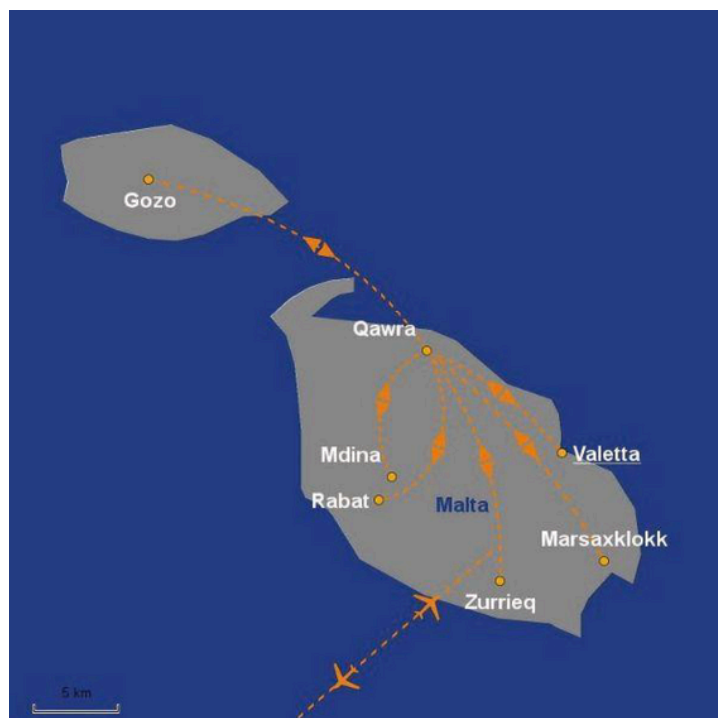 Gozo
Qawra
Mdina
Valetta
Rabat
Malta
Marsaxklokk
Zurrieq
5 km